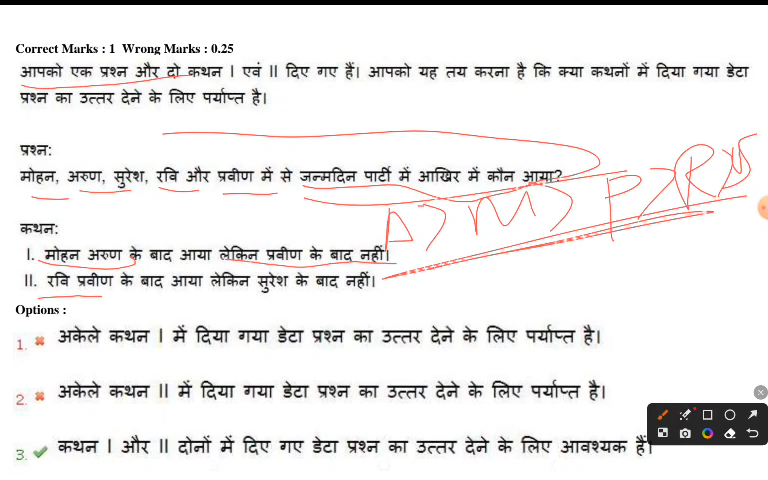 Correct Marks : 1 Wrong Marks : 0.25
आपको एक प्रश्न और दो कथन I एवं II दिए गए हैं। आपको यह तय करना है कि क्या कथनों में दिया गया डेटा
प्रश्न का उत्तर देने के लिए पर्याप्त है।
प्रश्न:
मोहन, अरुण, सुरेश, रवि और प्रवीण में से जन्मदिन पार्टी में आखिर में कौन आया?
A > M > P > R > S
कथन:
I. मोहन अरुण के बाद आया लेकिन प्रवीण के बाद नहीं।
II. रवि प्रवीण के बाद आया लेकिन सुरेश के बाद नहीं।
Options :
1. अकेले कथन I में दिया गया डेटा प्रश्न का उत्तर देने के लिए पर्याप्त है।
2. अकेले कथन II में दिया गया डेटा प्रश्न का उत्तर देने के लिए पर्याप्त है।
3. कथन I और II दोनों में दिए गए डेटा प्रश्न का उत्तर देने के लिए आवश्यक हैं।